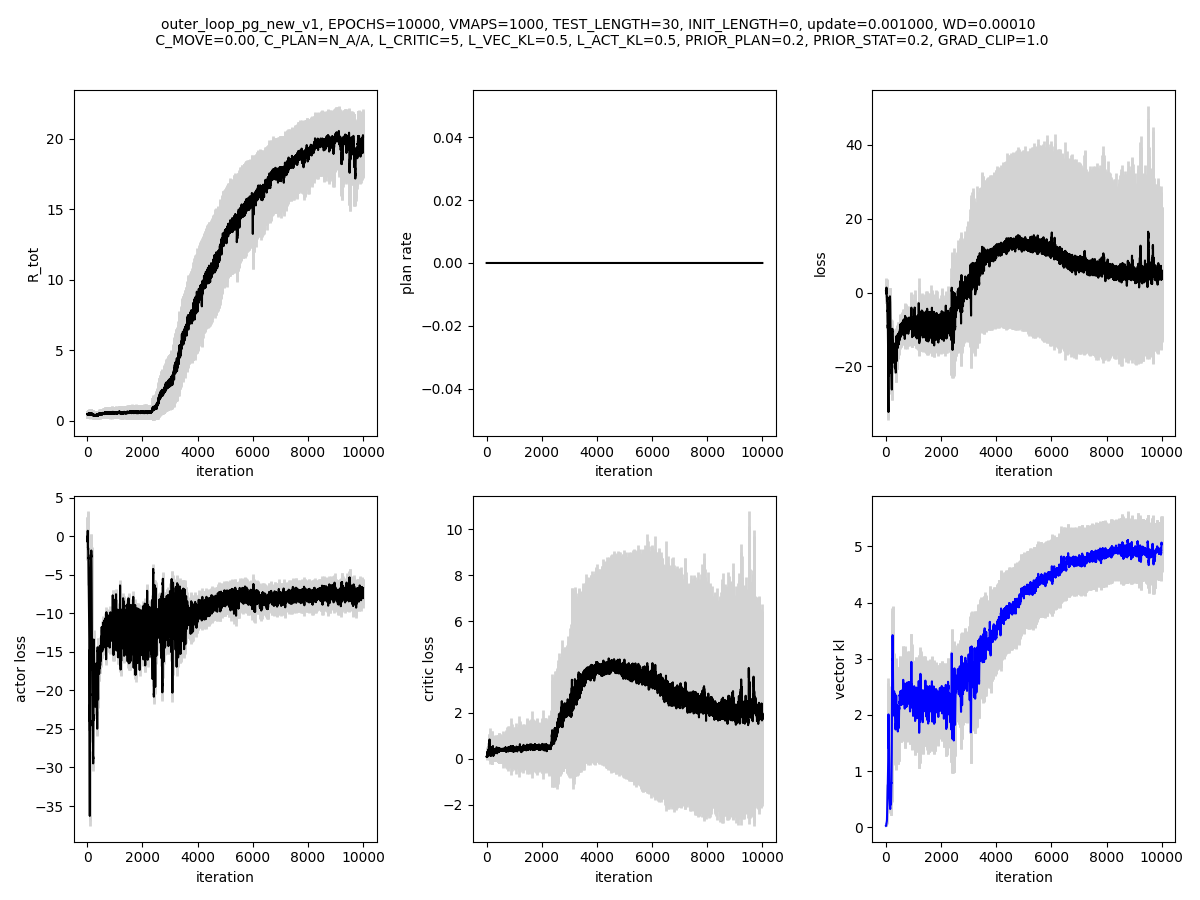 outer_loop_pg_new_v1, EPOCHS=10000, VMAPS=1000, TEST_LENGTH=30, INIT_LENGTH=0, update=0.001000, WD=0.00010
C_MOVE=0.00, C_PLAN=N_A/A, L_CRITIC=5, L_VEC_KL=0.5, L_ACT_KL=0.5, PRIOR_PLAN=0.2, PRIOR_STAT=0.2, GRAD_CLIP=1.0
R_tot
20
15
10
5
0
0 2000 4000 6000 8000 10000
iteration
plan rate
0.04
0.02
0.00
−0.02
−0.04
0 2000 4000 6000 8000 10000
iteration
loss
40
20
0
−20
0 2000 4000 6000 8000 10000
iteration
actor loss
5
0
−5
−10
−15
−20
−25
−30
−35
0 2000 4000 6000 8000 10000
iteration
critic loss
10
8
6
4
2
0
−2
0 2000 4000 6000 8000 10000
iteration
vector kl
5
4
3
2
1
0
0 2000 4000 6000 8000 10000
iteration